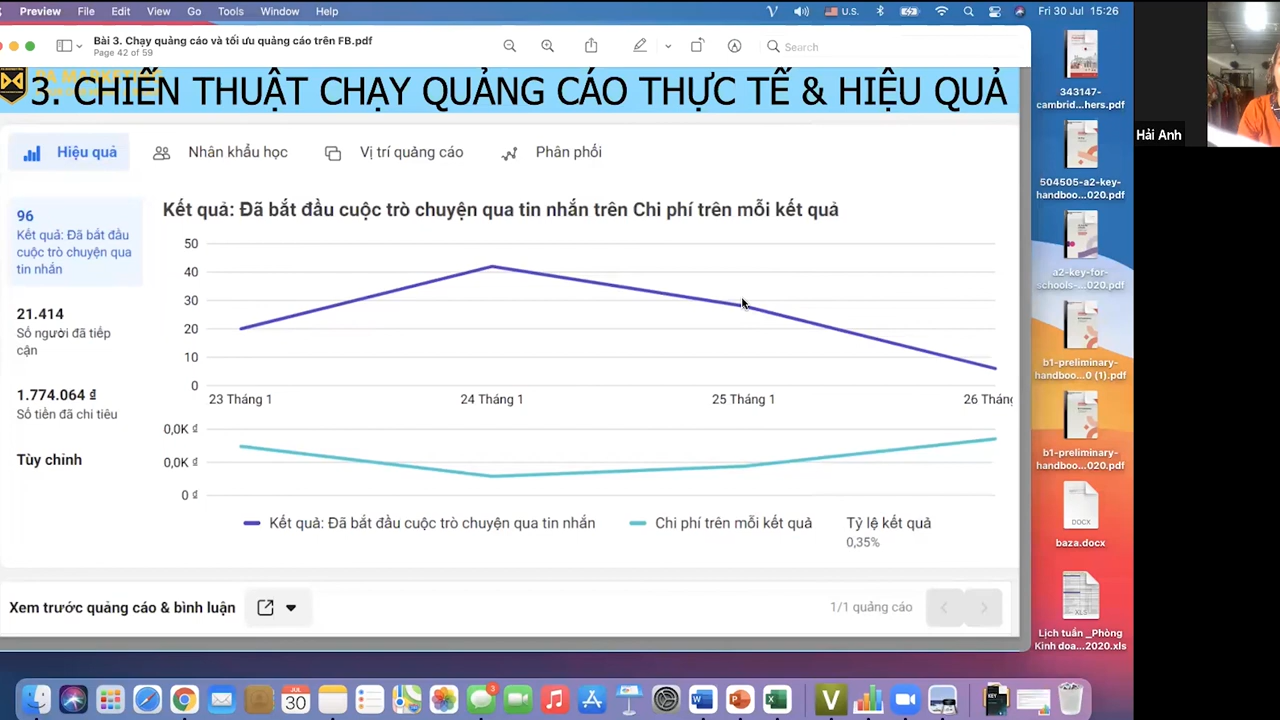 Preview File Edit View Go Tools Window Help
U.S.
Fri 30 Jul 15:26
Bài 3. Chạy quảng cáo và tối ưu quảng cáo trên FB.pdf
Page 42 of 59
Search
3. CHIẾN THUẬT CHẠY QUẢNG CÁO THỰC TẾ & HIỆU QUẢ
Hiệu quả
Nhân khẩu học
Vị trí quảng cáo
Phân phối
96
Kết quả: Đã bắt đầu
cuộc trò chuyện qua
tin nhắn
21.414
Số người đã tiếp
cận
1.774.064 ₫
Số tiền đã chi tiêu
Tùy chỉnh
Kết quả: Đã bắt đầu cuộc trò chuyện qua tin nhắn trên Chi phí trên mỗi kết quả
50
40
30
20
10
0
23 Tháng 1
24 Tháng 1
25 Tháng 1
26 Tháng
0,0K ₫
0,0K ₫
0 ₫
Kết quả: Đã bắt đầu cuộc trò chuyện qua tin nhắn
Chi phí trên mỗi kết quả
Tỷ lệ kết quả
0,35%
Xem trước quảng cáo & bình luận
1/1 quảng cáo
343147-
cambrid...hers.pdf
504505-a2-key-
handboo...020.pdf
a2-key-for-
schools-...020.pdf
b1-preliminary-
handboo...0 (1).pdf
b1-preliminary-
handboo...020.pdf
DOCX
baza.docx
XLS
Lịch tuần _Phòng
Kinh doa...2020.xls
Hải Anh
JUL
30
3